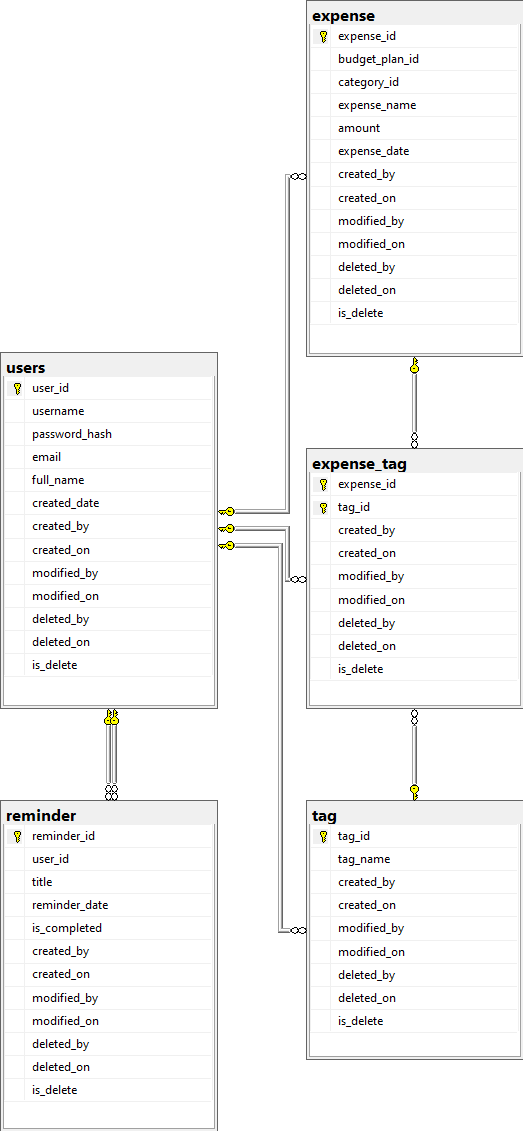 expense
expense_id
budget_plan_id
category_id
expense_name
amount
expense_date
created_by
created_on
modified_by
modified_on
deleted_by
deleted_on
is_delete
users
user_id
username
password_hash
email
full_name
created_date
created_by
created_on
modified_by
modified_on
deleted_by
deleted_on
is_delete
expense_tag
expense_id
tag_id
created_by
created_on
modified_by
modified_on
deleted_by
deleted_on
is_delete
reminder
reminder_id
user_id
title
reminder_date
is_completed
created_by
created_on
modified_by
modified_on
deleted_by
deleted_on
is_delete
tag
tag_id
tag_name
created_by
created_on
modified_by
modified_on
deleted_by
deleted_on
is_delete